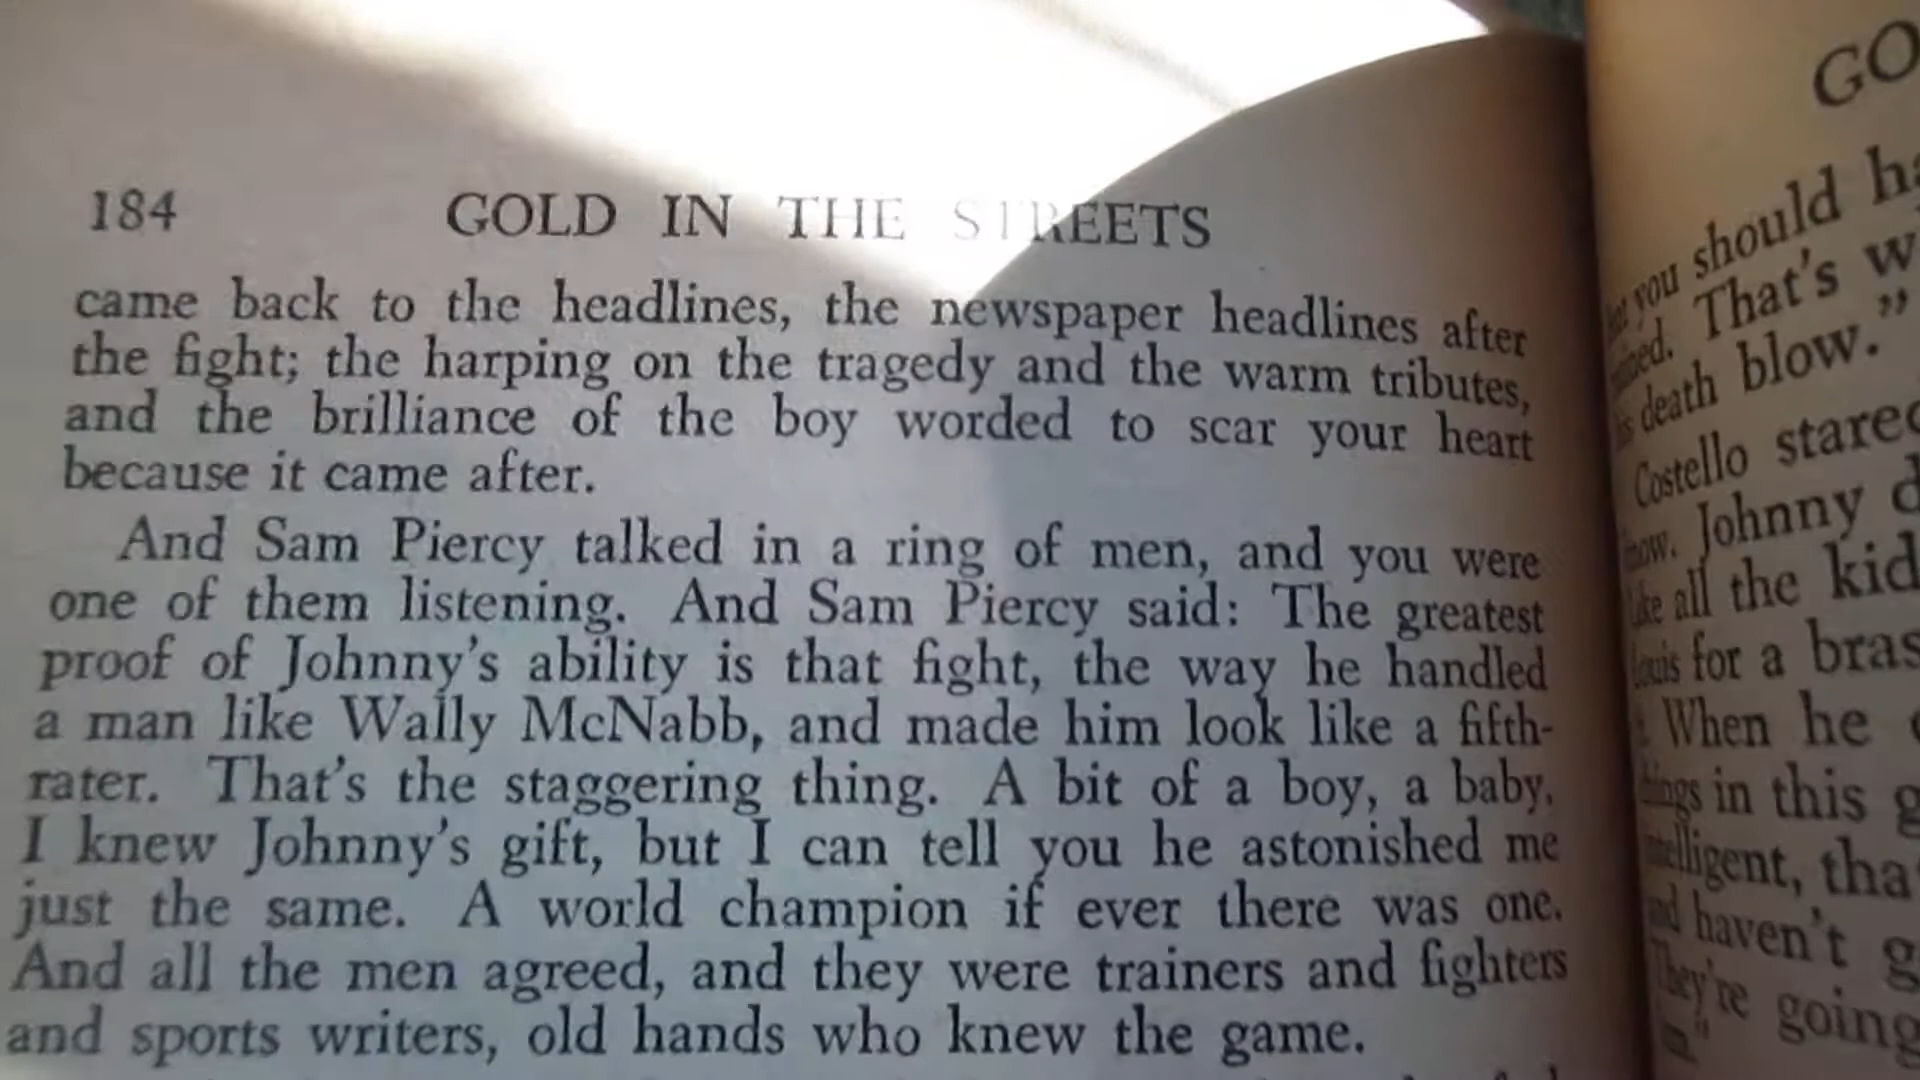 184 GOLD IN THE STREETS
came back to the headlines, the newspaper headlines after
the fight; the harping on the tragedy and the warm tributes,
and the brilliance of the boy worded to scar your heart
because it came after.
And Sam Piercy talked in a ring of men, and you were
one of them listening. And Sam Piercy said: The greatest
proof of Johnny's ability is that fight, the way he handled
a man like Wally McNabb, and made him look like a fifth-
rater. That's the staggering thing. A bit of a boy, a baby.
I knew Johnny's gift, but I can tell you he astonished me
just the same. A world champion if ever there was one.
And all the men agreed, and they were trainers and fighters
and sports writers, old hands who knew the game.
GO
you should ha
That's w
death blow."
Costello stared
Johnny d
all the kid
for a bras
When he
in this g
tha
haven't g
They're going